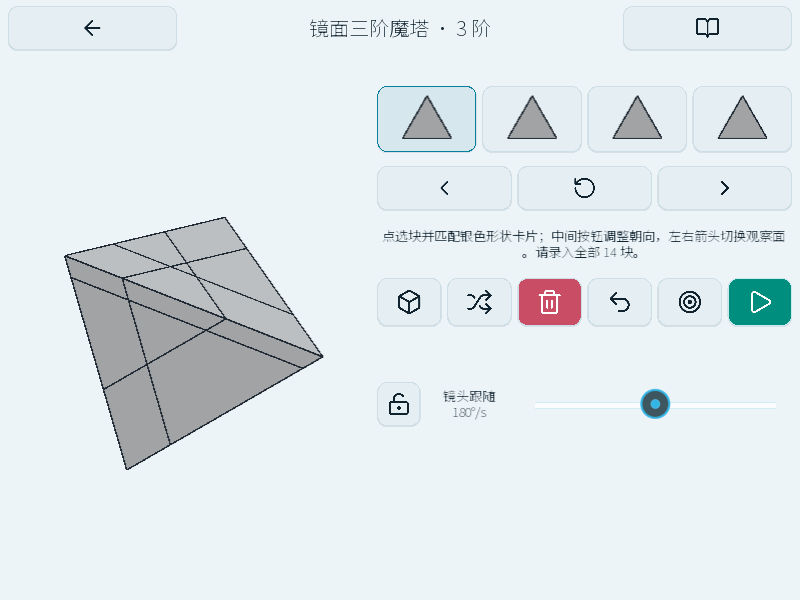 镜面三阶魔塔 · 3 阶
点选块并匹配银色形状卡片；中间按钮调整朝向，左右箭头切换观察面
。请录入全部 14 块。
镜头跟随
180°/s